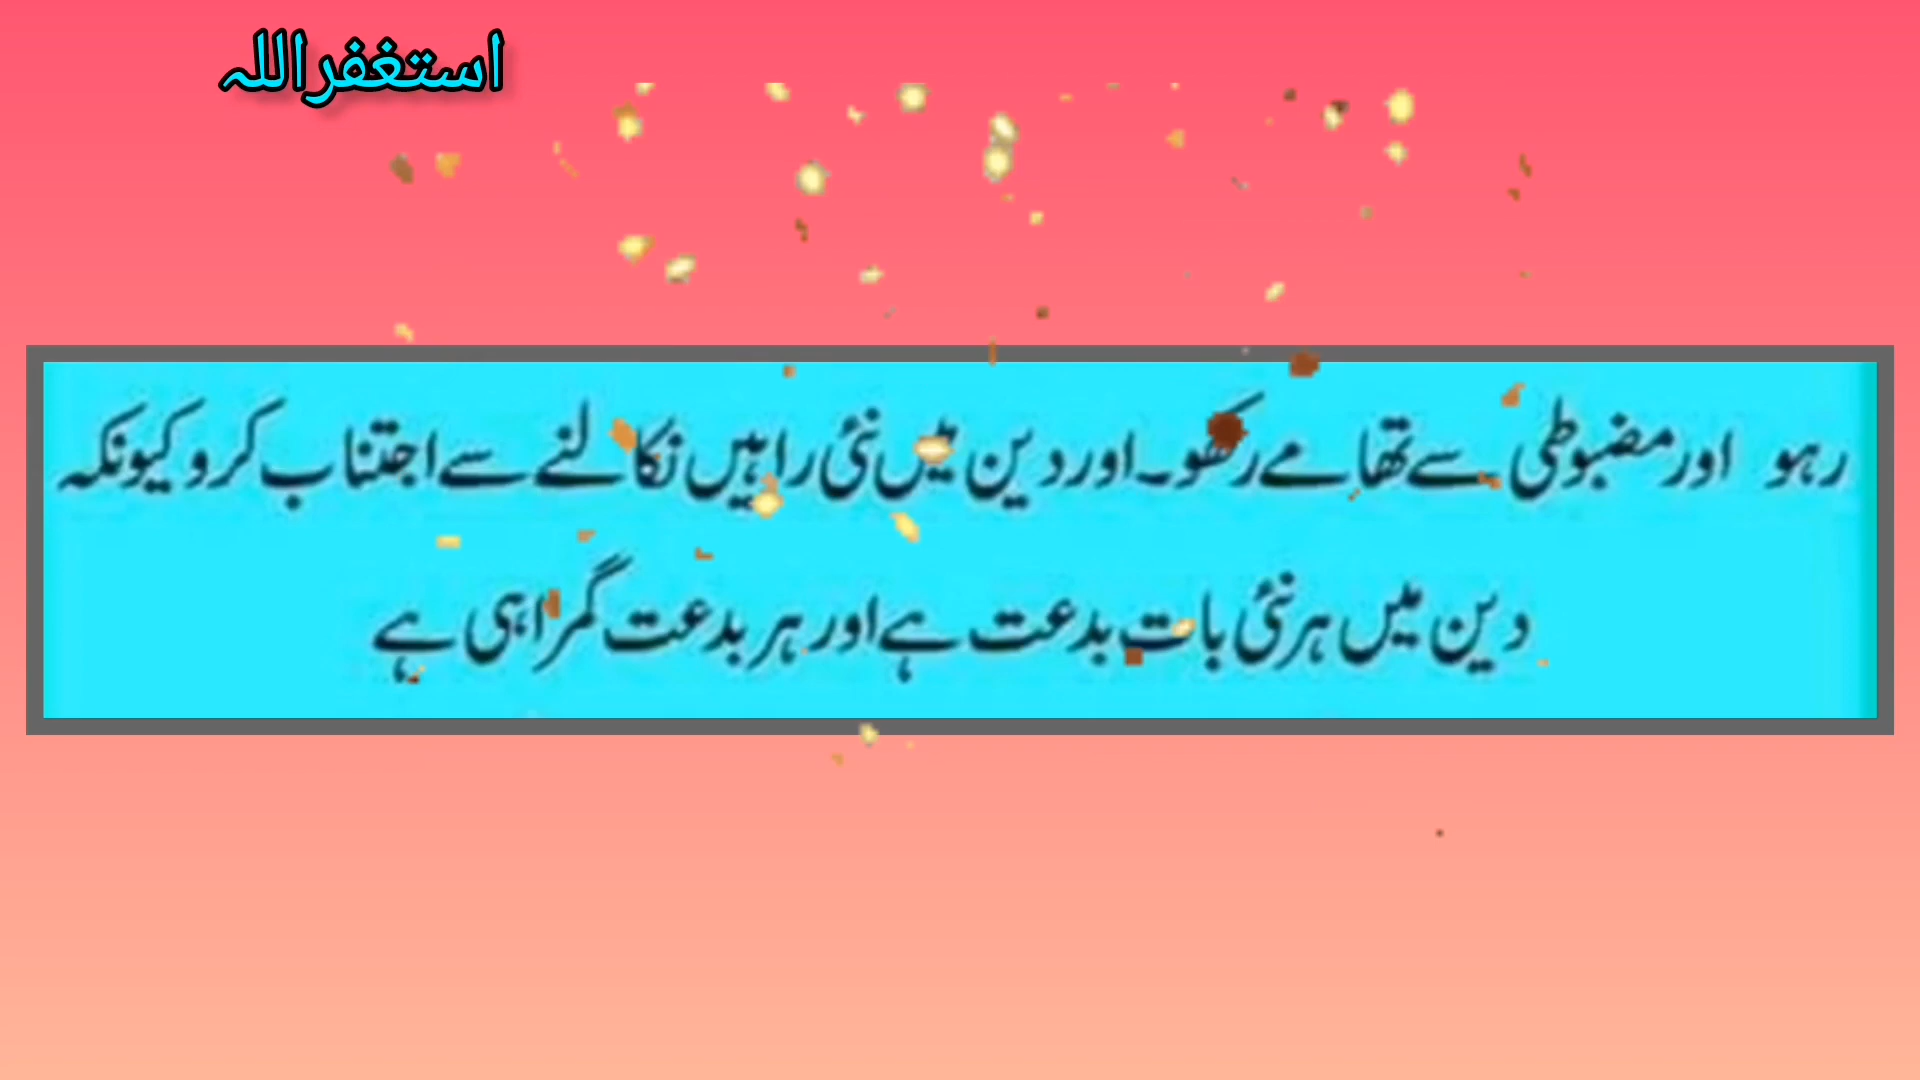 استغفراللہ
رہو اور مضبوطی سے تھامے رکھو۔ اور دین میں نئی راہیں نکالنے سے اجتناب کرو کیونکہ
دین میں ہر نئی بات بدعت ہے اور ہر بدعت گمراہی ہے